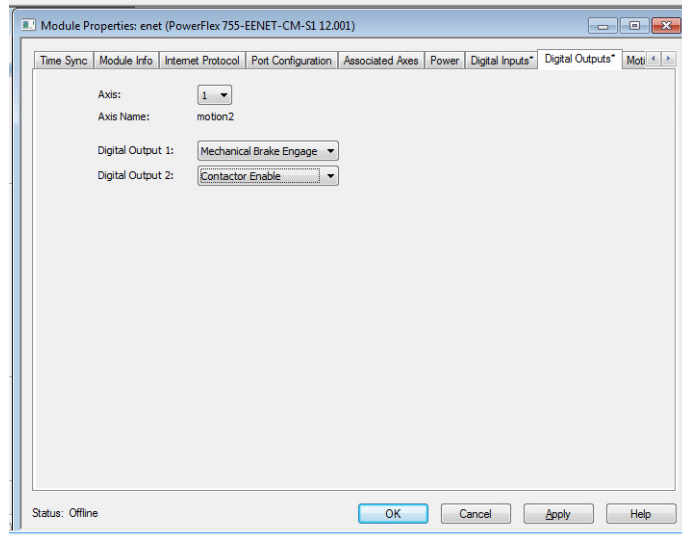 Module Properties: enet (PowerFlex 755-EENET-CM-S1 12.001)
Time Sync Module Info Internet Protocol Port Configuration Associated Axes Power Digital Inputs* Digital Outputs* Moti
Axis: 1
Axis Name: motion2
Digital Output 1: Mechanical Brake Engage
Digital Output 2: Contactor Enable
Status: Offline OK Cancel Apply Help